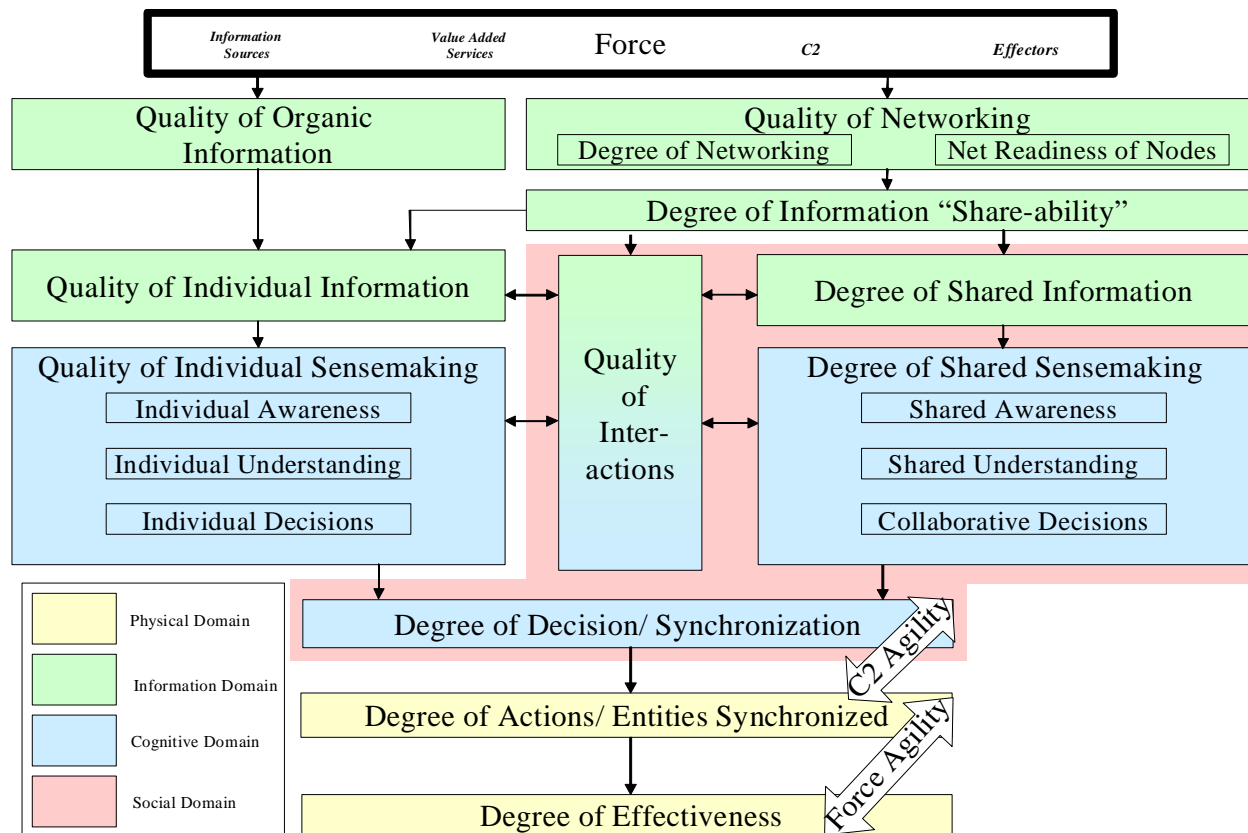 Information
Sources
Value Added
Services
Force
C2
Effectors
Quality of Organic
Information
Quality of Networking
Degree of Networking
Net Readiness of Nodes
Degree of Information “Share-ability”
Quality of Individual Information
Degree of Shared Information
Quality
of
Inter-
actions
Quality of Individual Sensemaking
Individual Awareness
Individual Understanding
Individual Decisions
Degree of Shared Sensemaking
Shared Awareness
Shared Understanding
Collaborative Decisions
Degree of Decision/ Synchronization
C2 Agility
Degree of Actions/ Entities Synchronized
Force Agility
Degree of Effectiveness
Physical Domain
Information Domain
Cognitive Domain
Social Domain